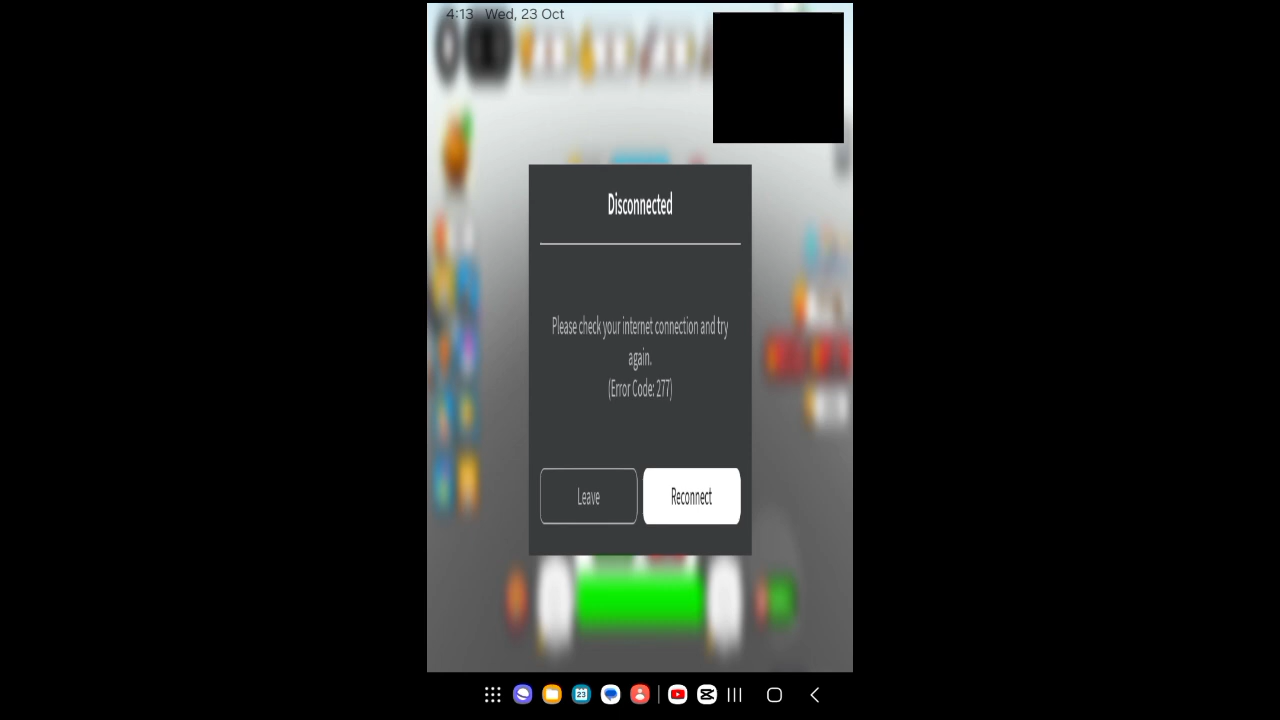 4:13 Wed, 23 Oct
Disconnected
Please check your internet connection and try
again.
(Error Code: 277)
Leave
Reconnect
23